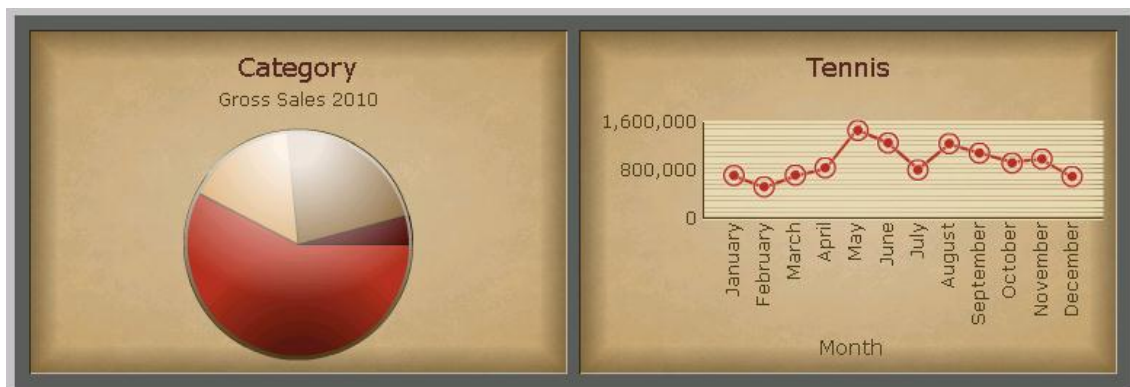 Category
Gross Sales 2010
Tennis
1,600,000
800,000
0
January
February
March
April
May
June
July
August
September
October
November
December
Month